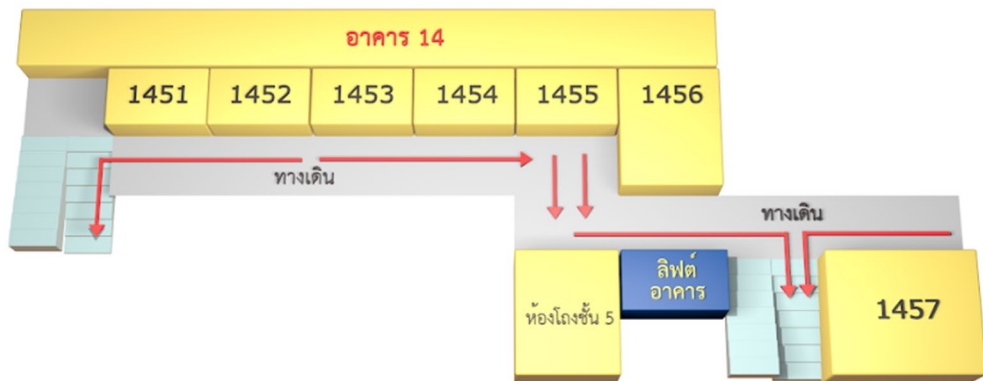 อาคาร 14
1451 1452 1453 1454 1455 1456
ทางเดิน
ทางเดิน
ลิฟต์
อาคาร
ห้องโถงชั้น 5
1457